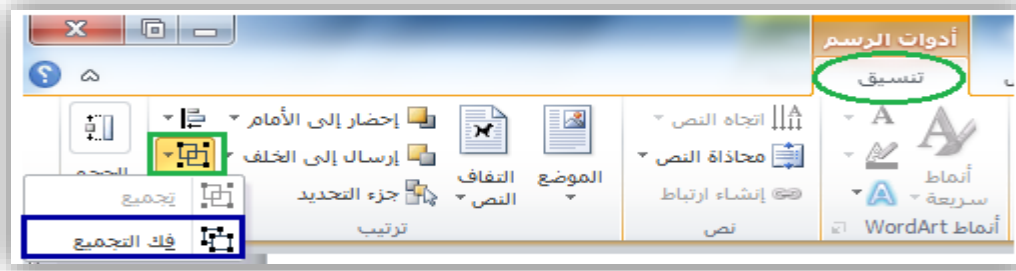 أدوات الرسم
تنسيق
A
A
أنماط
سريعة
A
أنماط WordArt
اتجاه النص
محاذاة النص
إنشاء ارتباط
نص
الموضع
التفاف
النص
إحضار إلى الأمام
إرسال إلى الخلف
جزء التحديد
ترتيب
تجميع
فك التجميع